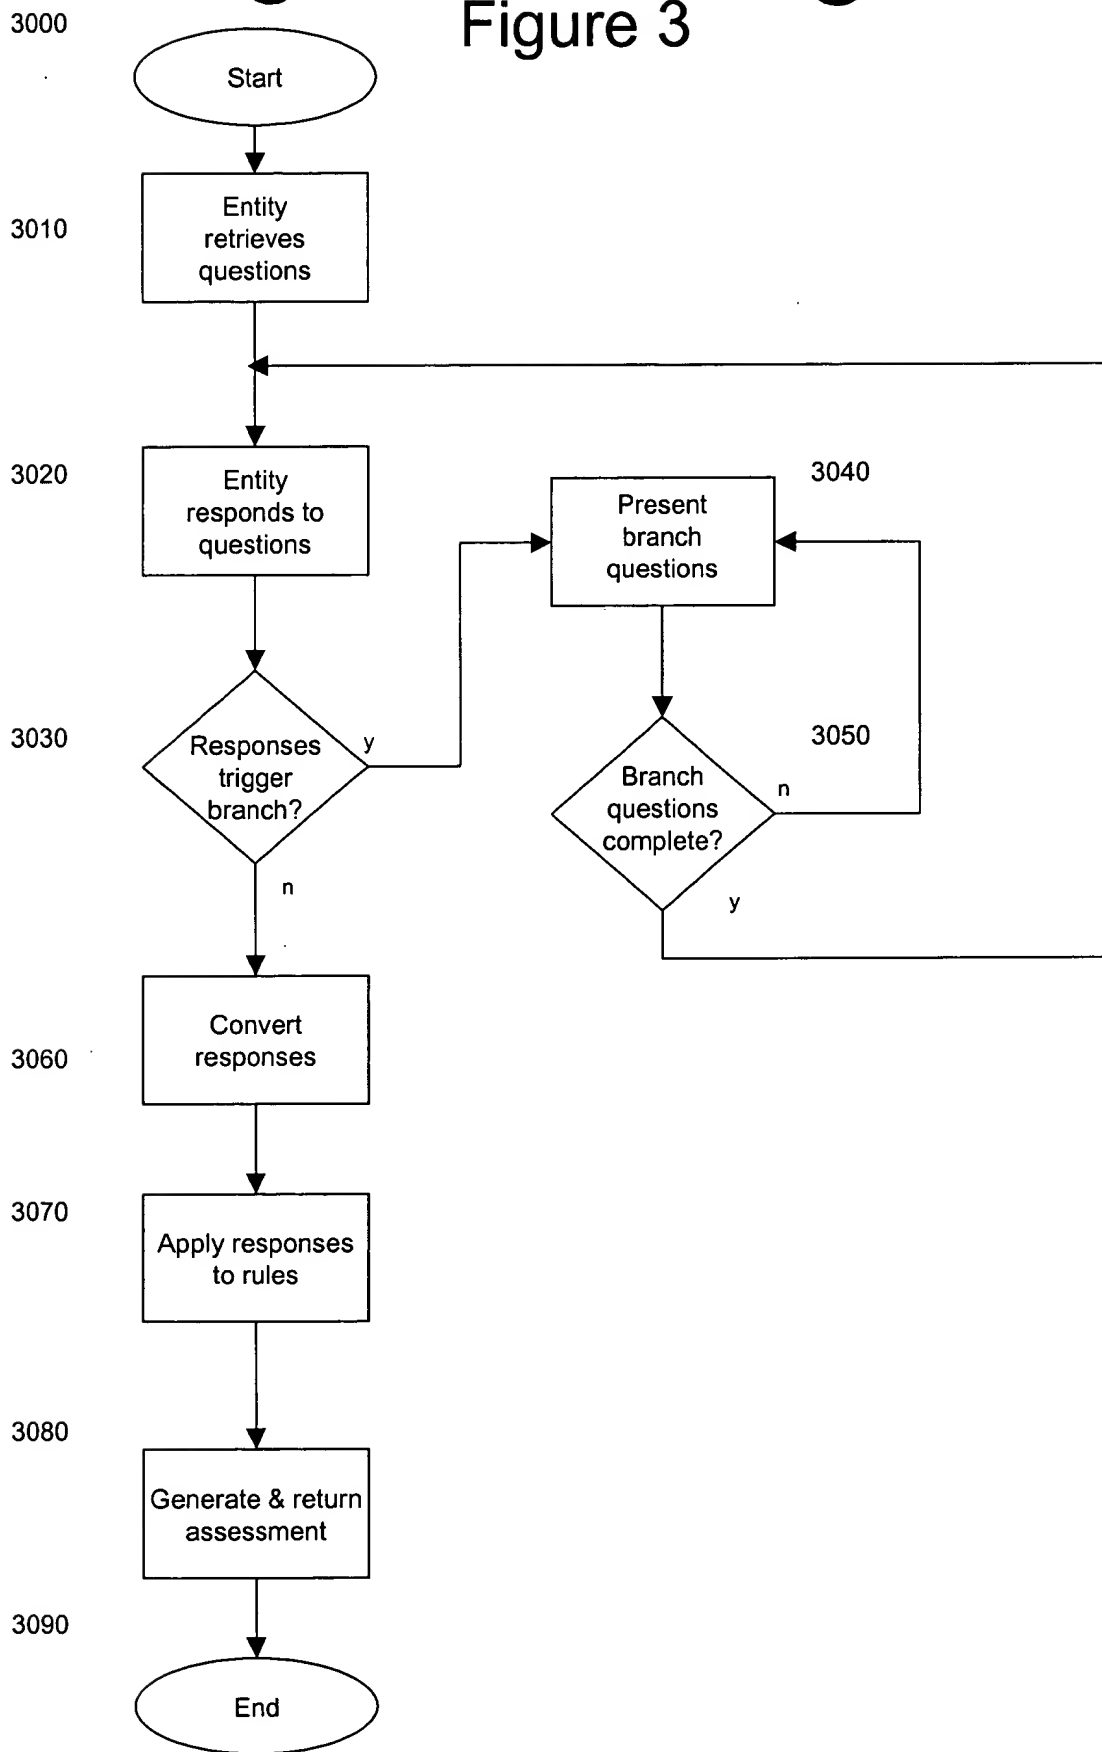 Figure 3
3000
Start
3010
Entity
retrieves
questions
3020
Entity
responds to
questions
3040
Present
branch
questions
3030
Responses
trigger
branch?
y
n
3050
Branch
questions
complete?
n
y
3060
Convert
responses
3070
Apply responses
to rules
3080
Generate & return
assessment
3090
End